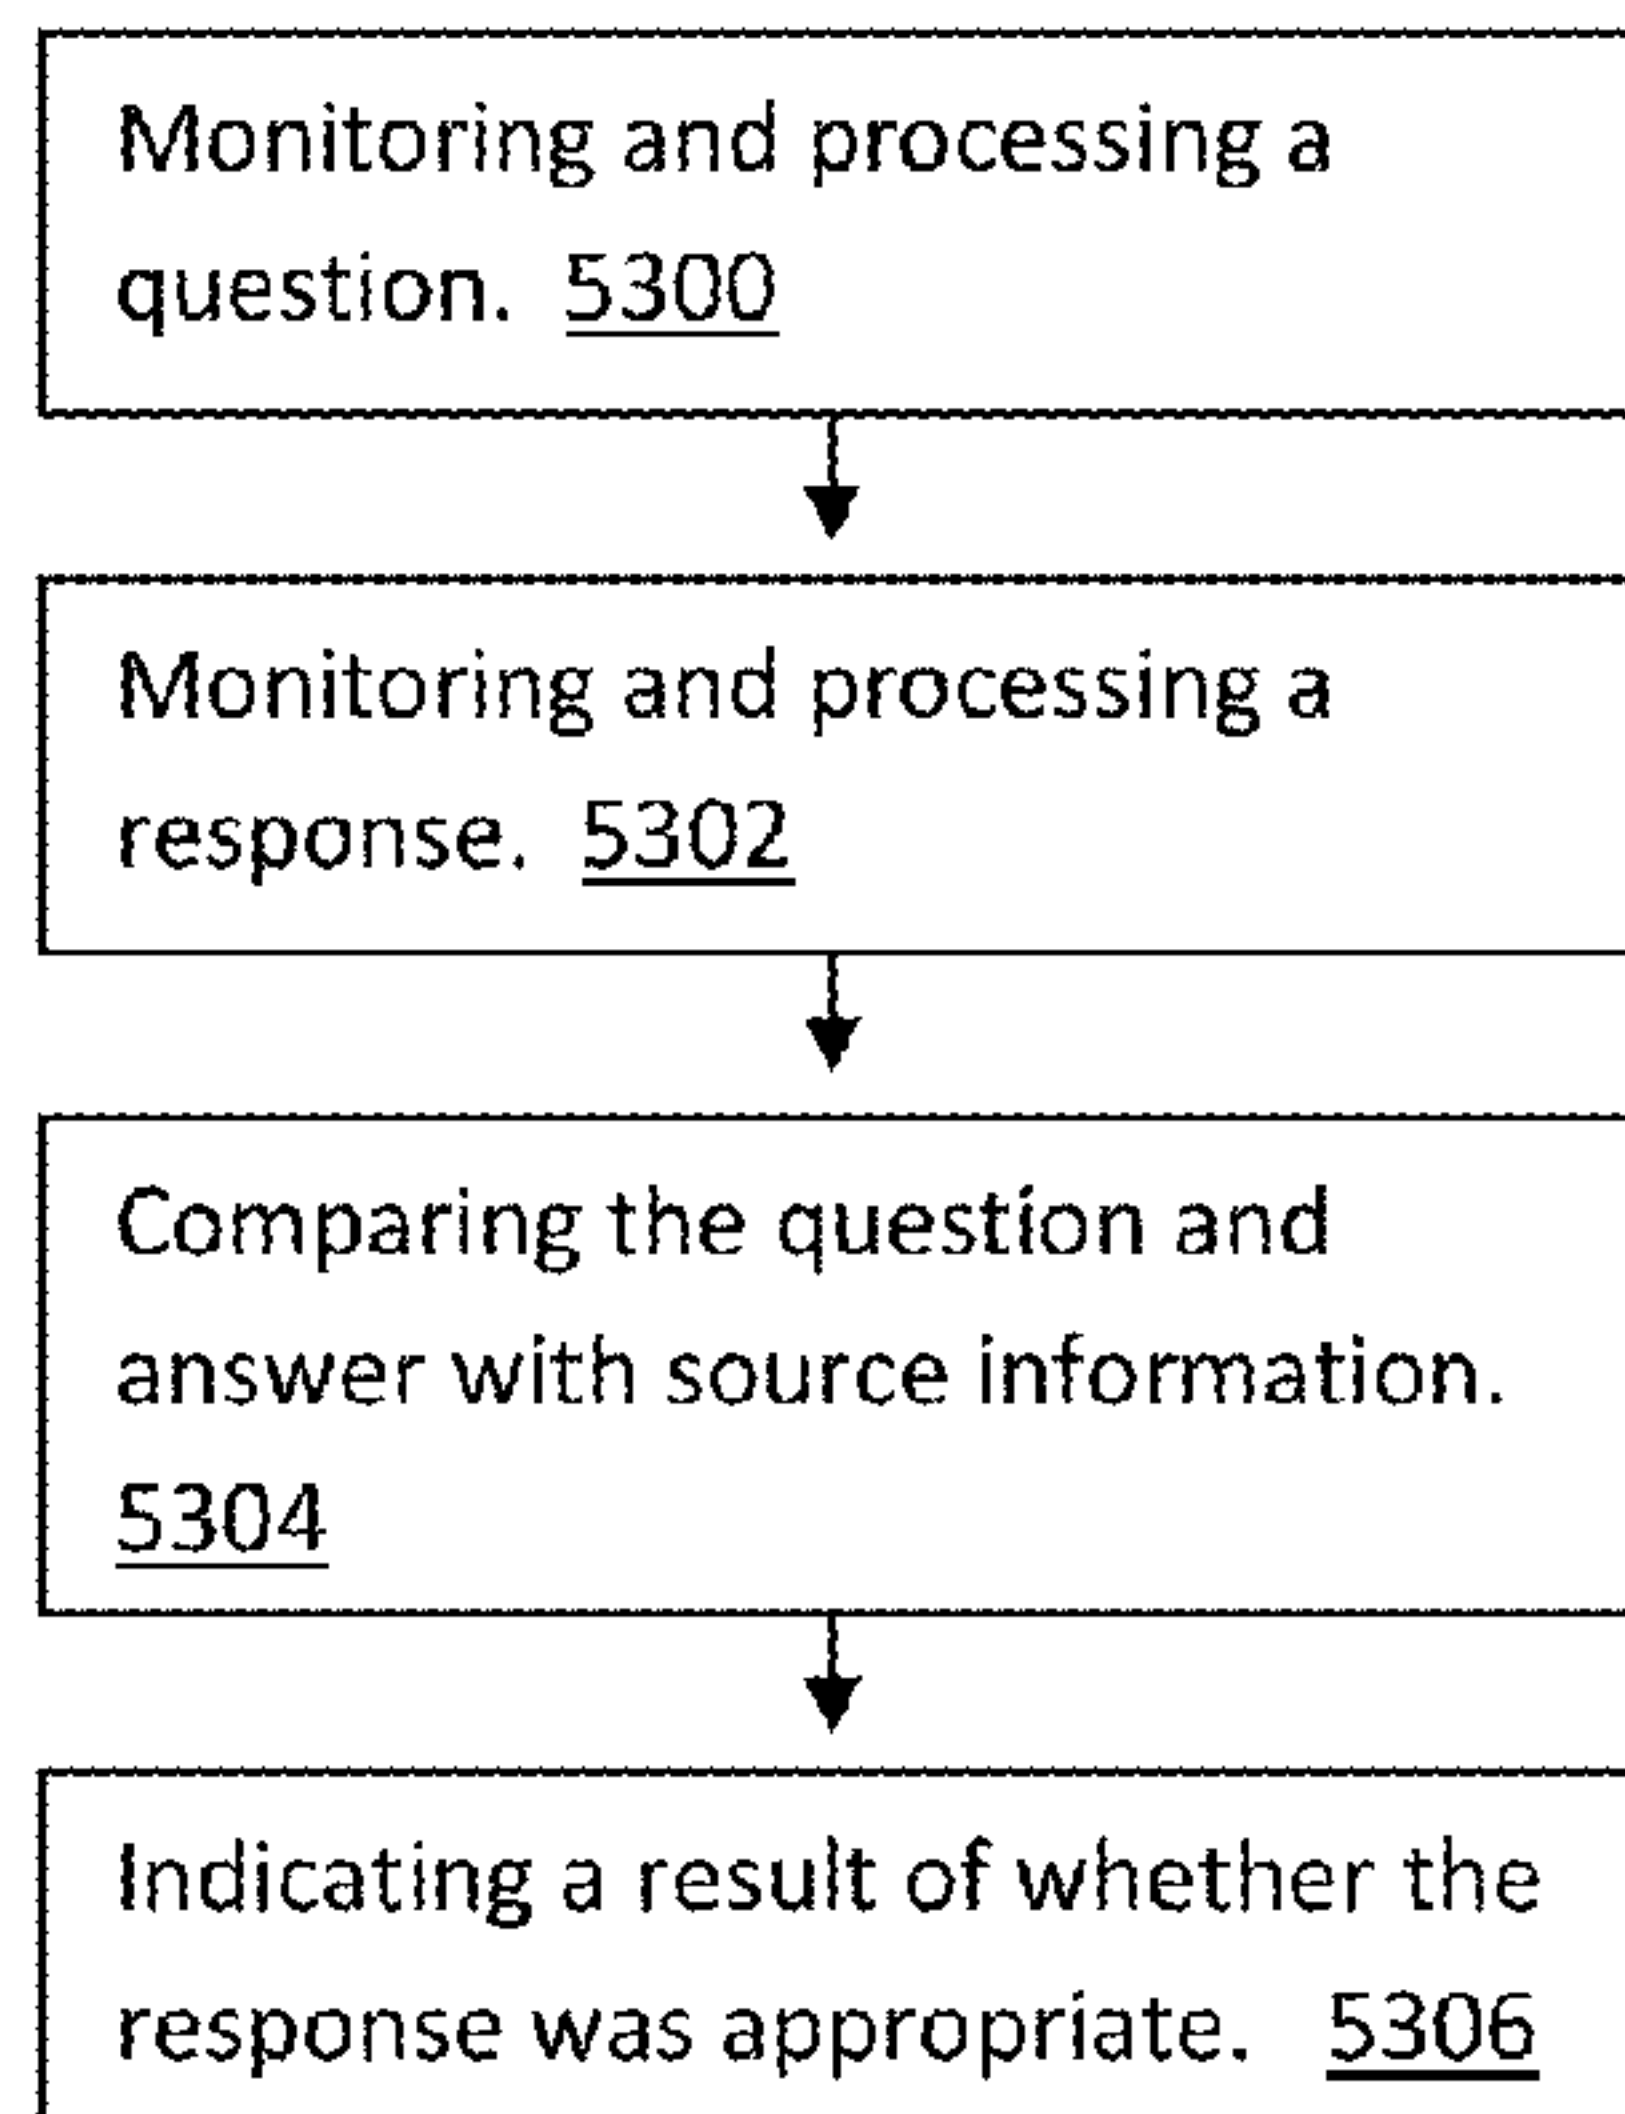 Monitoring and processing a
question. 5300
Monitoring and processing a
response. 5302
Comparing the question and
answer with source information.
5304
Indicating a result of whether the
response was appropriate. 5306